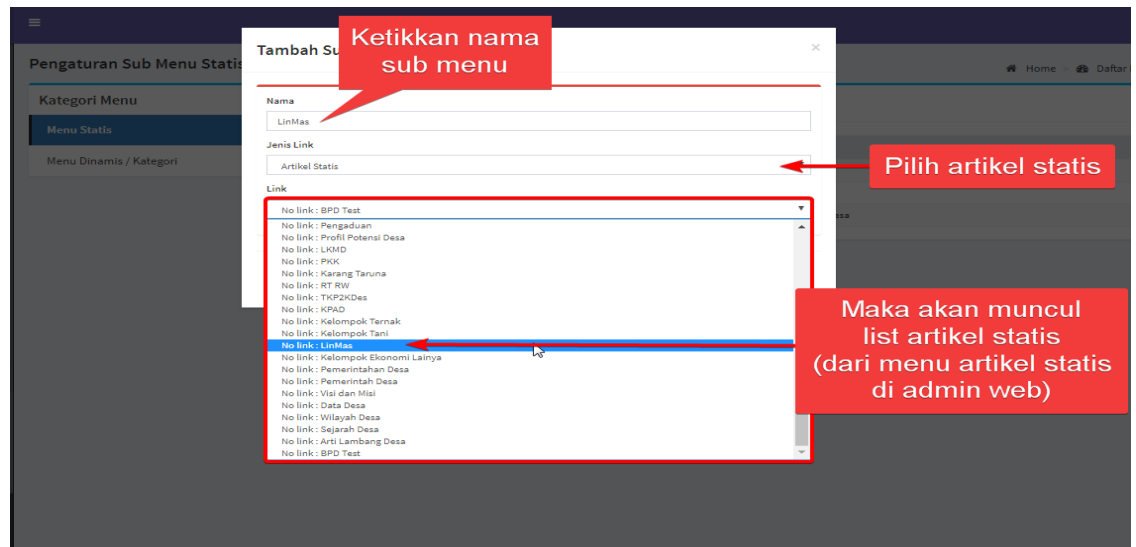 Ketikkan nama
sub menu
Tambah Su
×
Pengaturan Sub Menu Statis
Home
Daftar
Kategori Menu
Menu Statis
Menu Dinamis / Kategori
Nama
LinMas
Jenis Link
Artikel Statis
Pilih artikel statis
Link
No link : BPD Test
esa
No link : Pengaduan
No link : Profil Potensi Desa
No link : LKMD
No link : PKK
No link : Karang Taruna
No link : RT RW
No link : TKP2KDes
No link : KPAD
No link : Kelompok Ternak
No link : Kelompok Tani
No link : LinMas
No link : Kelompok Ekonomi Lainya
No link : Pemerintahan Desa
No link : Pemerintah Desa
No link : Visi dan Misi
No link : Data Desa
No link : Wilayah Desa
No link : Sejarah Desa
No link : Arti Lambang Desa
No link : BPD Test
Maka akan muncul
list artikel statis
(dari menu artikel statis
di admin web)